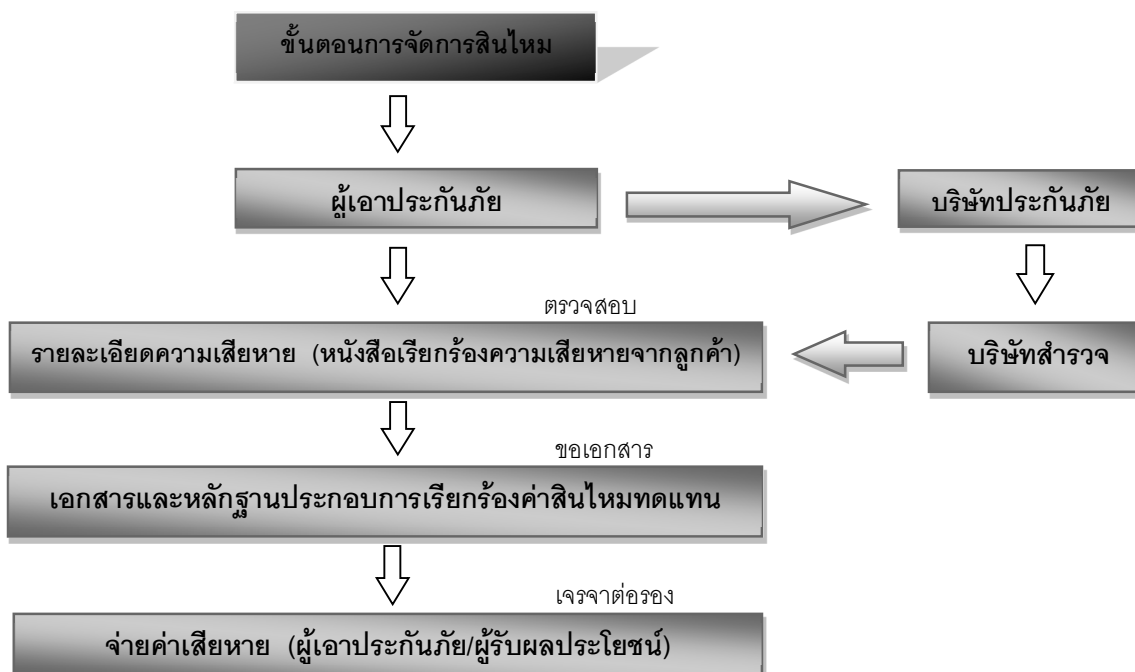 ขั้นตอนการจัดการสินไหม
ผู้เอาประกันภัย
บริษัทประกันภัย
ตรวจสอบ
รายละเอียดความเสียหาย (หนังสือเรียกร้องความเสียหายจากลูกค้า)
บริษัทสำรวจ
ขอเอกสาร
เอกสารและหลักฐานประกอบการเรียกร้องค่าสินไหมทดแทน
เจรจาต่อรอง
จ่ายค่าเสียหาย (ผู้เอาประกันภัย/ผู้รับผลประโยชน์)